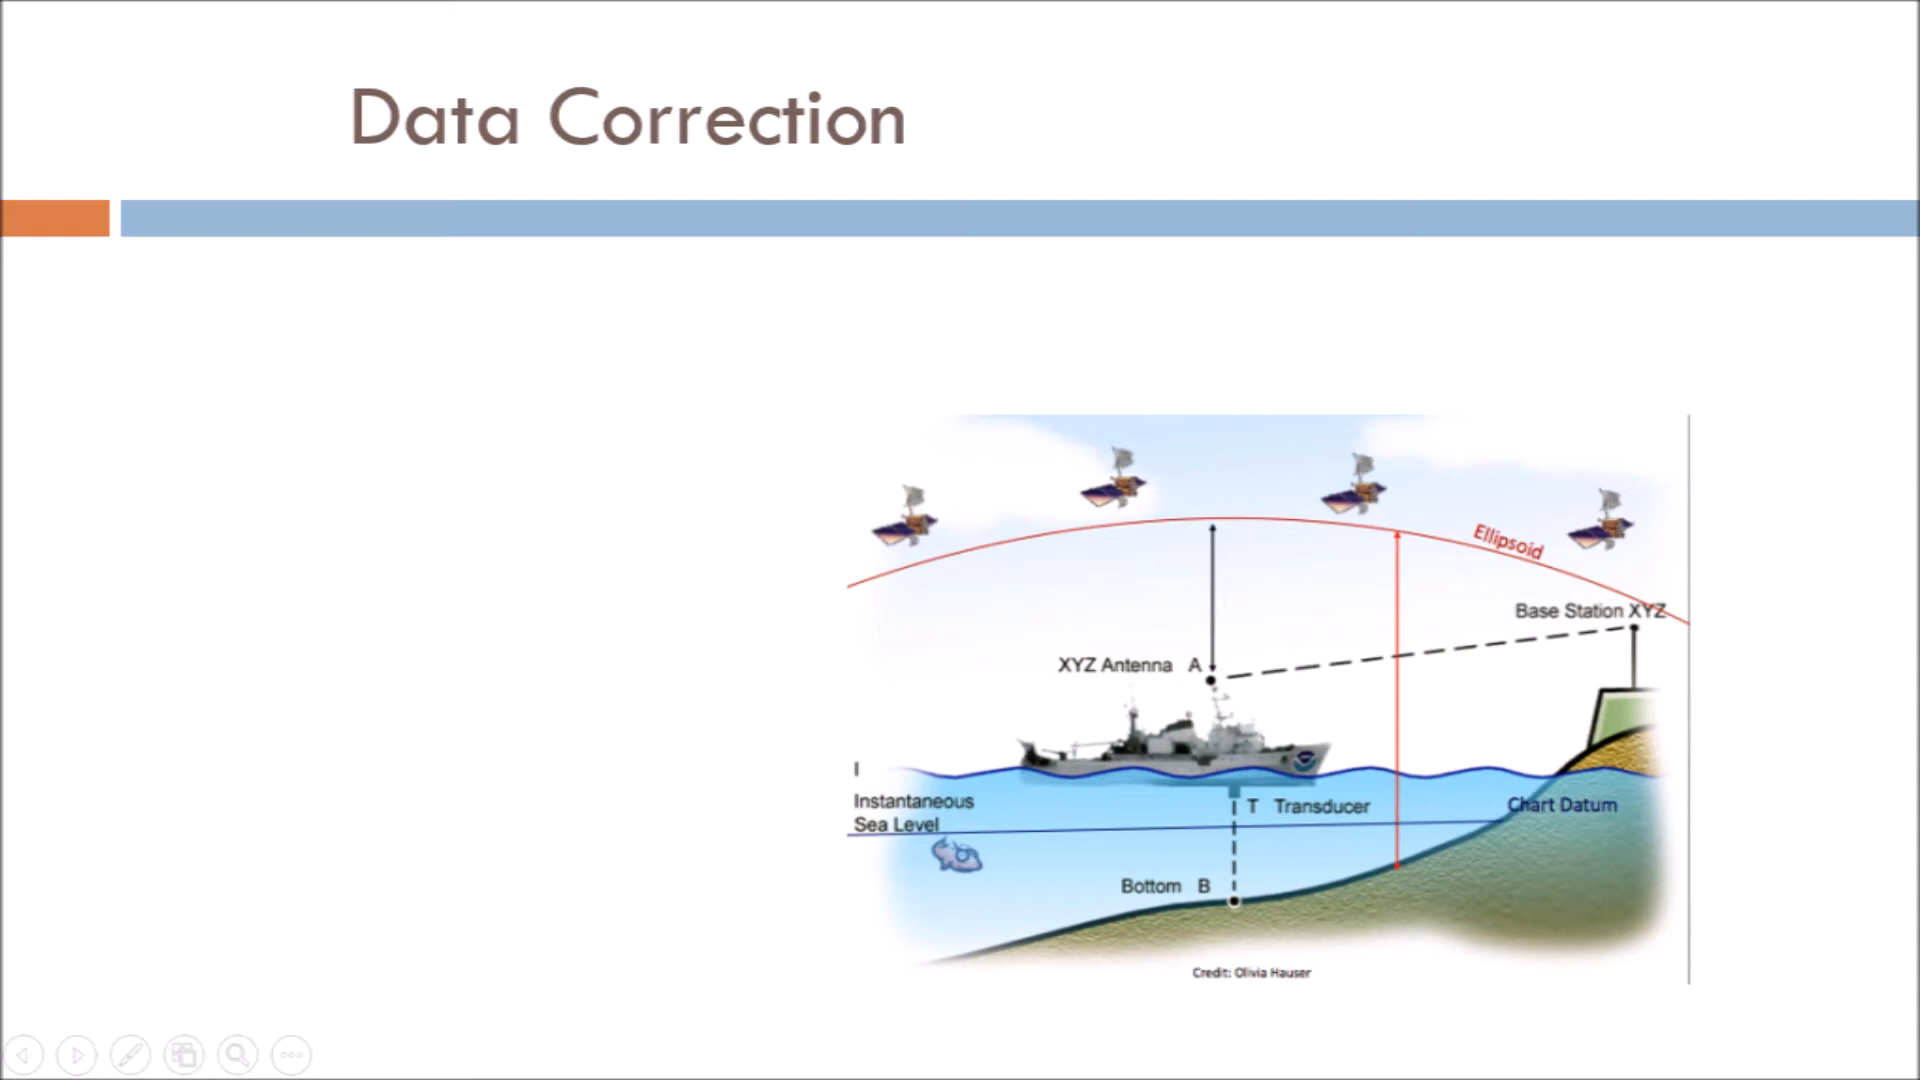 Data Correction
Ellipsoid
Base Station XYZ
XYZ Antenna A
I
Instantaneous
Sea Level
T Transducer
Chart Datum
Bottom B
Credit: Olivia Hauser